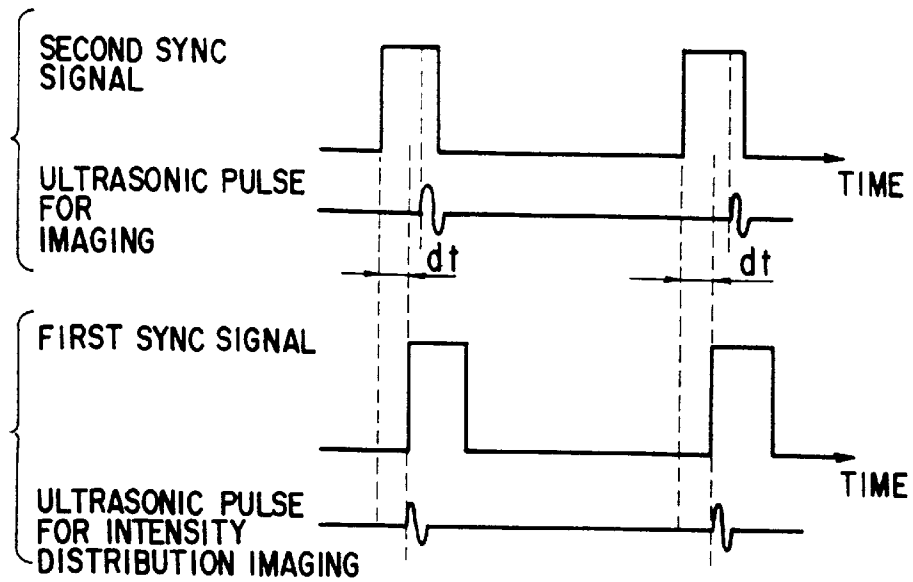 SECOND SYNC
SIGNAL
TIME
ULTRASONIC PULSE
FOR
IMAGING
dt
dt
FIRST SYNC SIGNAL
TIME
ULTRASONIC PULSE
FOR INTENSITY
DISTRIBUTION IMAGING